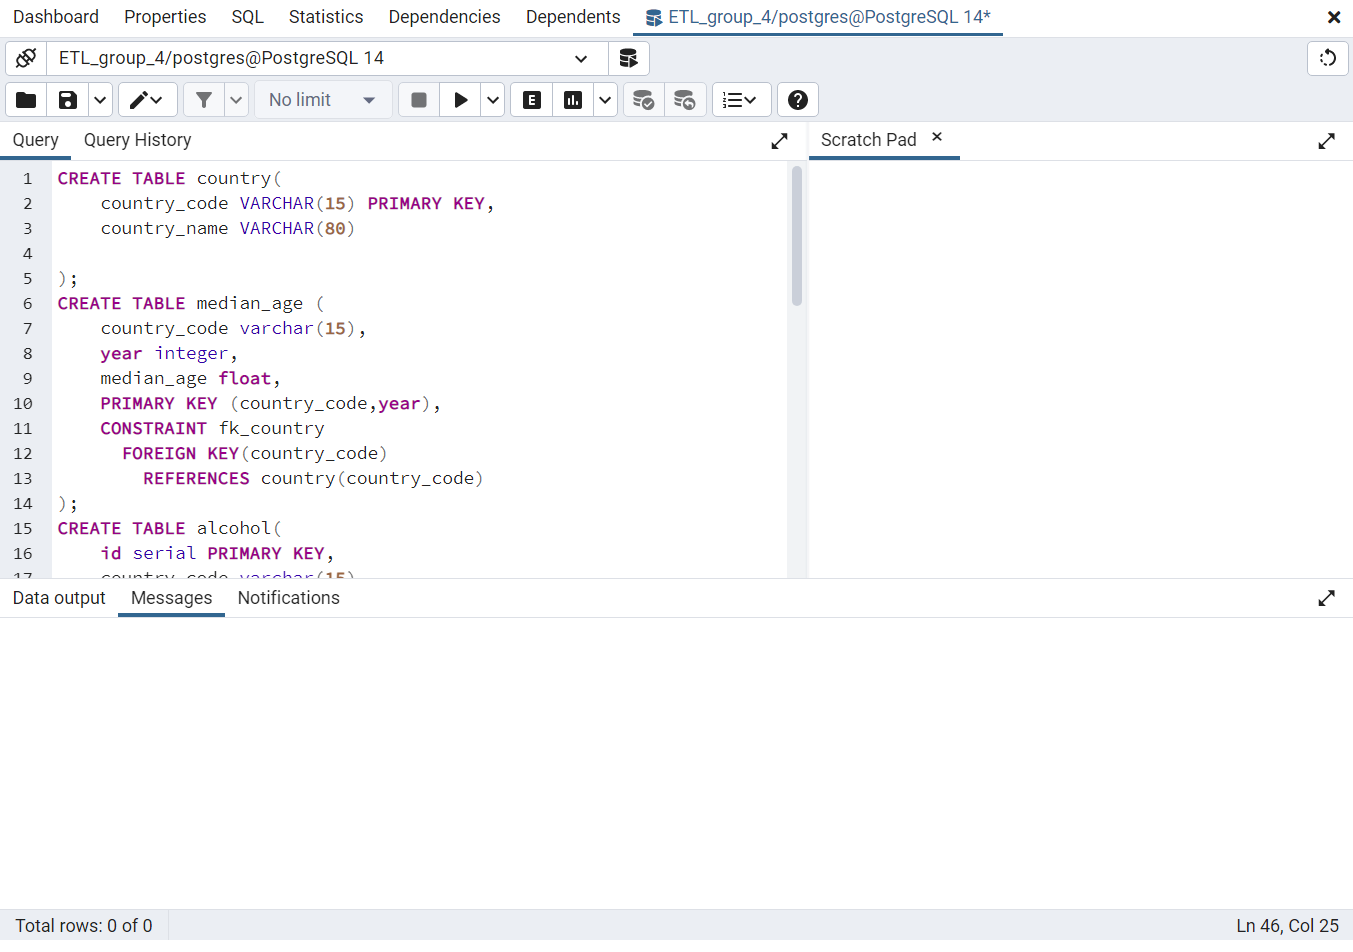 Dashboard Properties SQL Statistics Dependencies Dependents ETL_group_4/postgres@PostgreSQL 14*
ETL_group_4/postgres@PostgreSQL 14
No limit E
Query Query History Scratch Pad
1 CREATE TABLE country(
2 country_code VARCHAR(15) PRIMARY KEY,
3 country_name VARCHAR(80)
4
5 );
6 CREATE TABLE median_age (
7 country_code varchar(15),
8 year integer,
9 median_age float,
10 PRIMARY KEY (country_code,year),
11 CONSTRAINT fk_country
12 FOREIGN KEY(country_code)
13 REFERENCES country(country_code)
14 );
15 CREATE TABLE alcohol(
16 id serial PRIMARY KEY,
17 country_code varchar(15)
Data output Messages Notifications
Total rows: 0 of 0 Ln 46, Col 25